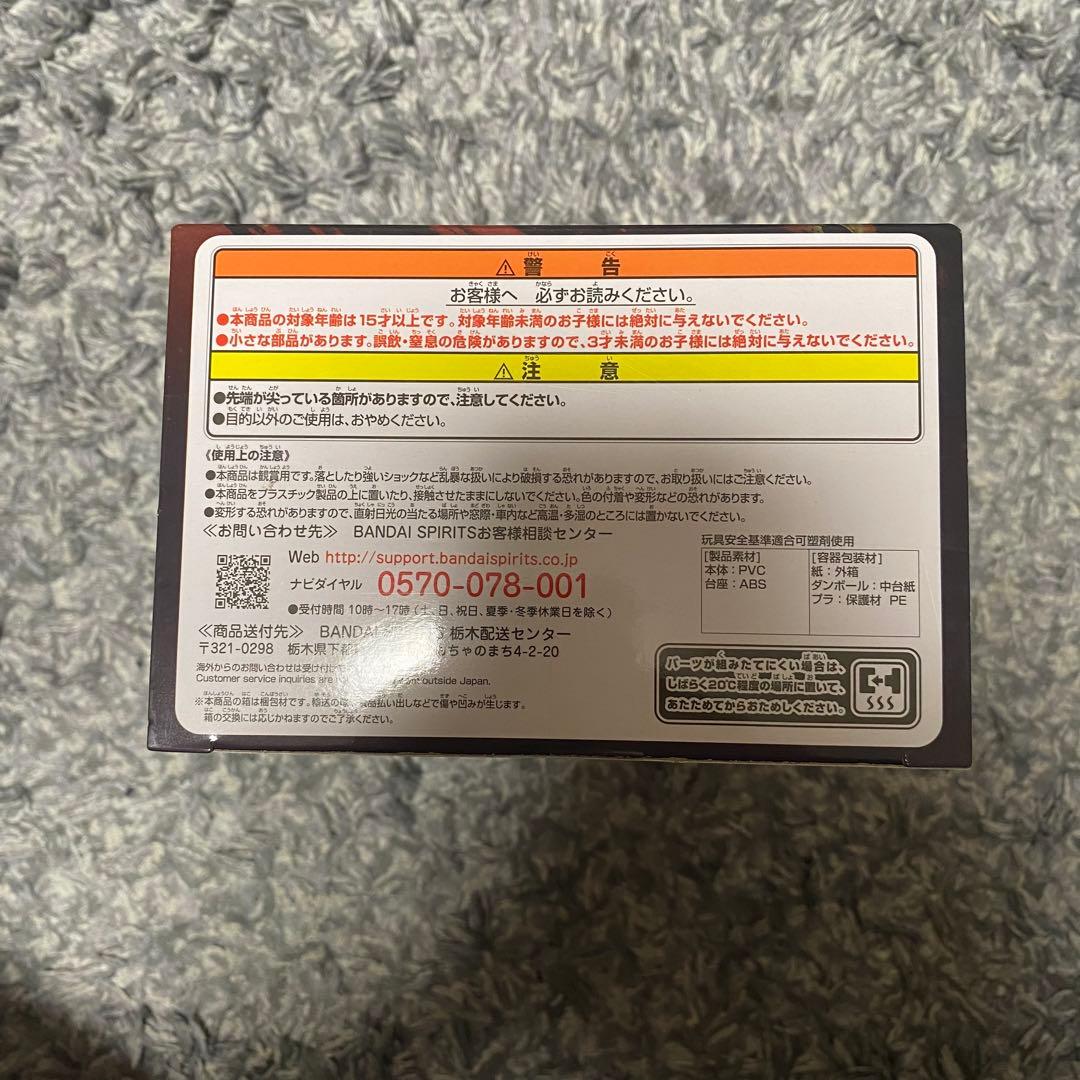 ⚠警告
お客様へ 必ずお読みください。
●本商品の対象年齢は15才以上です。対象年齢未満のお子様には絶対に与えないでください。
●小さな部品があります。誤飲・窒息の危険がありますので、3才未満のお子様には絶対に与えないでください。
⚠注意
●先端が尖っている箇所がありますので、注意してください。
●目的以外のご使用は、おやめください。
《使用上の注意》
●本商品は観賞用です。落としたり強いショックなど乱暴な扱いにより破損する恐れがありますので、お取り扱いにはご注意ください。
●本商品をプラスチック製品の上に置いたり、接触させたままにしないでください。色の付着や変形などの恐れがあります。
●変形する恐れがありますので、直射日光の当たる場所や窓際・車内など高温・多湿のところには置かないでください。
≪お問い合わせ先≫ BANDAI SPIRITSお客様相談センター
Web http://support.bandaispirits.co.jp
ナビダイヤル 0570-078-001
●受付時間 10時〜17時(土、日、祝日、夏季・冬季休業日を除く)
≪商品送付先≫ BANDAI 栃木配送センター
〒321-0298 栃木県下都 ちゃのまち4-2-20
海外からのお問い合わせは受け付け
Customer service inquiries are outside Japan.
※本商品の箱は梱包材です。輸送の 払い出しなどで傷や凹みが生じます。
箱の交換には応じかねますのでご了承ください。
玩具安全基準適合可塑剤使用
[製品素材]
本体:PVC
台座:ABS
[容器包装材]
紙:外箱
ダンボール:中台紙
プラ:保護材 PE
パーツが組みたてにくい場合は、
しばらく20℃程度の場所に置いて、
あたためてからおためしください。